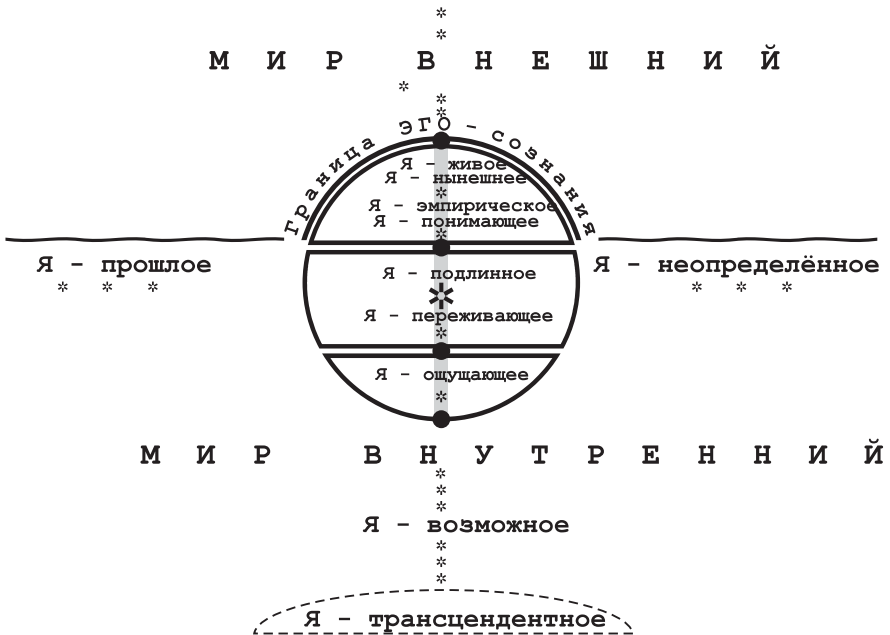 МИР ВНЕШНИЙ
Граница ЭГО-сознания
Я - живое
Я - нынешнее
Я - эмпирическое
Я - понимающее
Я - прошлое
Я - неопределённое
Я - подлинное
Я - переживающее
Я - ощущающее
МИР ВНУТРЕННИЙ
Я - возможное
Я - трансцендентное